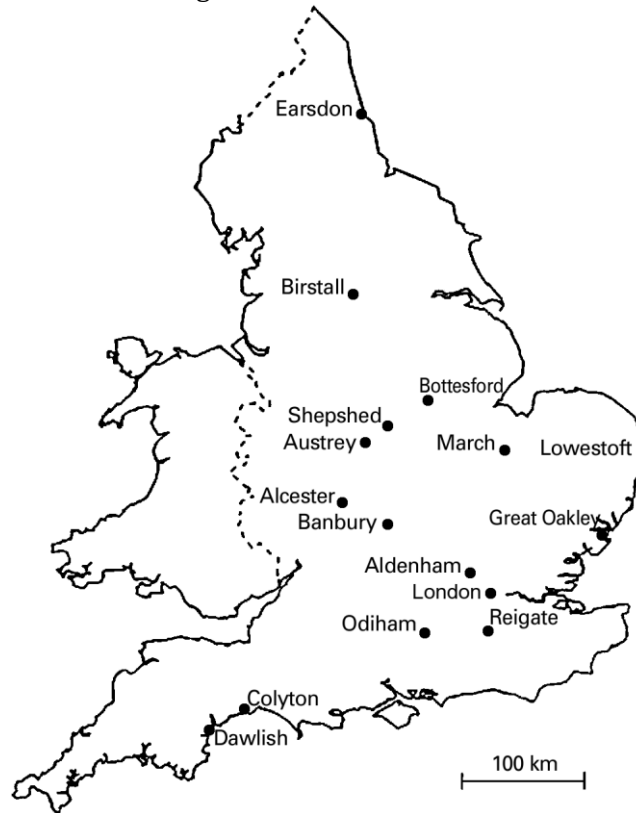 Earsdon
Birstall
Bottesford
Shepshed
Austrey
March
Lowestoft
Alcester
Banbury
Great Oakley
Aldenham
London
Odiham
Reigate
Colyton
Dawlish
100 km